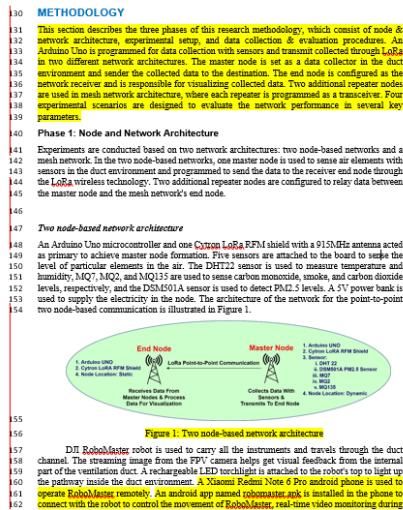 130 METHODOLOGY
131 This section describes the three phases of this research methodology, which consist of node &
132 network architecture, experimental setup, and data collection & evaluation procedures. An
133 Arduino Uno is programmed for data collection with sensors and transmit collected through LoRa
134 in two different network architectures. The master node is set as a data collector in the duct
135 environment and sender the collected data to the destination. The end node is configured as the
136 network receiver and is responsible for visualizing collected data. Two additional repeater nodes
137 are used in mesh network architecture, where each repeater is programmed as a transceiver. Four
138 experimental scenarios are designed to evaluate the network performance in several key
139 parameters.
140 Phase 1: Node and Network Architecture
141 Experiments are conducted based on two network architectures: two node-based networks and a
142 mesh network. In the two node-based networks, one master node is used to sense air elements with
143 sensors in the duct environment and programmed to send the data to the receiver end node through
144 the LoRa wireless technology. Two additional repeater nodes are configured to relay data between
145 the master node and the mesh network's end node.
146
147 Two node-based network architecture
148 An Arduino Uno microcontroller and one Cytron LoRa RFM shield with a 915MHz antenna acted
149 as primary to achieve master node formation. Five sensors are attached to the board to sense the
150 level of particular elements in the air. The DHT22 sensor is used to measure temperature and
151 humidity, MQ7, MQ2, and MQ135 are used to sense carbon monoxide, smoke, and carbon dioxide
152 levels, respectively, and the DSM501A sensor is used to detect PM2.5 levels. A 5V power bank is
153 used to supply the electricity in the node. The architecture of the network for the point-to-point
154 two node-based communication is illustrated in Figure 1.
End Node
1. Arduino UNO
2. Cytron LoRA RFM Shield
4. Node Location: Static
Receives Data From
Master Nodes & Process
Data For Visualization
LoRa Point-to-Point Communication
Master Node
Collects Data With
Sensors &
Transmits To End Node
1. Arduino UNO
2. Cytron LoRA RFM Shield
3. Sensor:
i. DHT 22
ii. DSM501A PM2.5 Sensor
iii. MQ7
iv. MQ2
v. MQ135
4. Node Location: Dynamic
155
156 Figure 1: Two node-based network architecture
157 DJI RoboMaster robot is used to carry all the instruments and travels through the duct
158 channel. The streaming image from the FPV camera helps get visual feedback from the internal
159 part of the ventilation duct. A rechargeable LED torchlight is attached to the robot's top to light up
160 the pathway inside the duct environment. A Xiaomi Redmi Note 6 Pro android phone is used to
161 operate RoboMaster remotely. An android app named robomaster.apk is installed in the phone to
162 connect with the robot to control the movement of RoboMaster, real-time video monitoring during